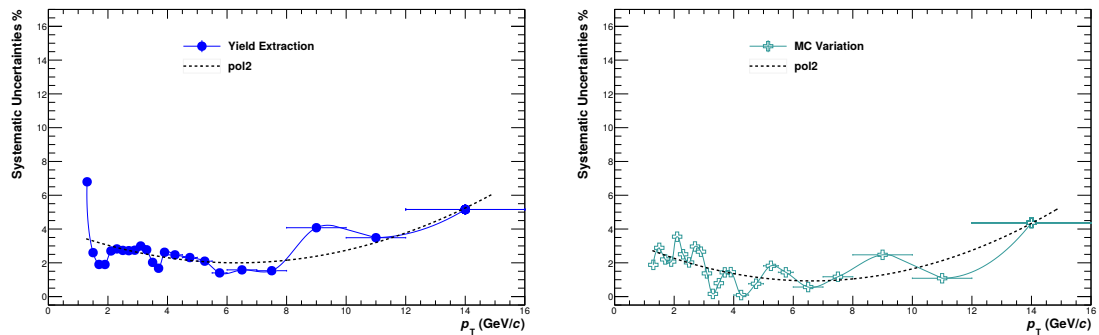 Systematic Uncertainties %
16
14
12
10
8
6
4
2
0
Yield Extraction
pol2
0 2 4 6 8 10 12 14 16
p_T (GeV/c)
Systematic Uncertainties %
16
14
12
10
8
6
4
2
0
MC Variation
pol2
0 2 4 6 8 10 12 14 16
p_T (GeV/c)